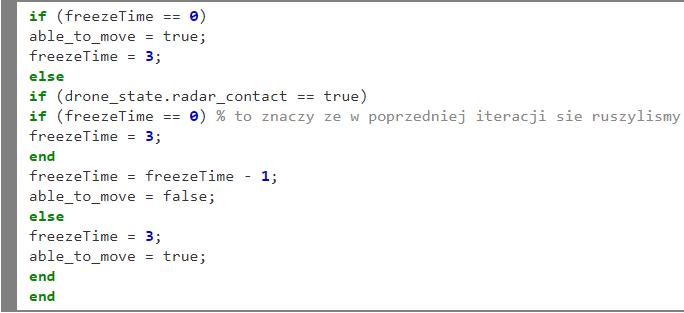 if (freezeTime == 0)
able_to_move = true;
freezeTime = 3;
else
if (drone_state.radar_contact == true)
if (freezeTime == 0) % to znaczy ze w poprzedniej iteracji sie ruszylismy
freezeTime = 3;
end
freezeTime = freezeTime - 1;
able_to_move = false;
else
freezeTime = 3;
able_to_move = true;
end
end